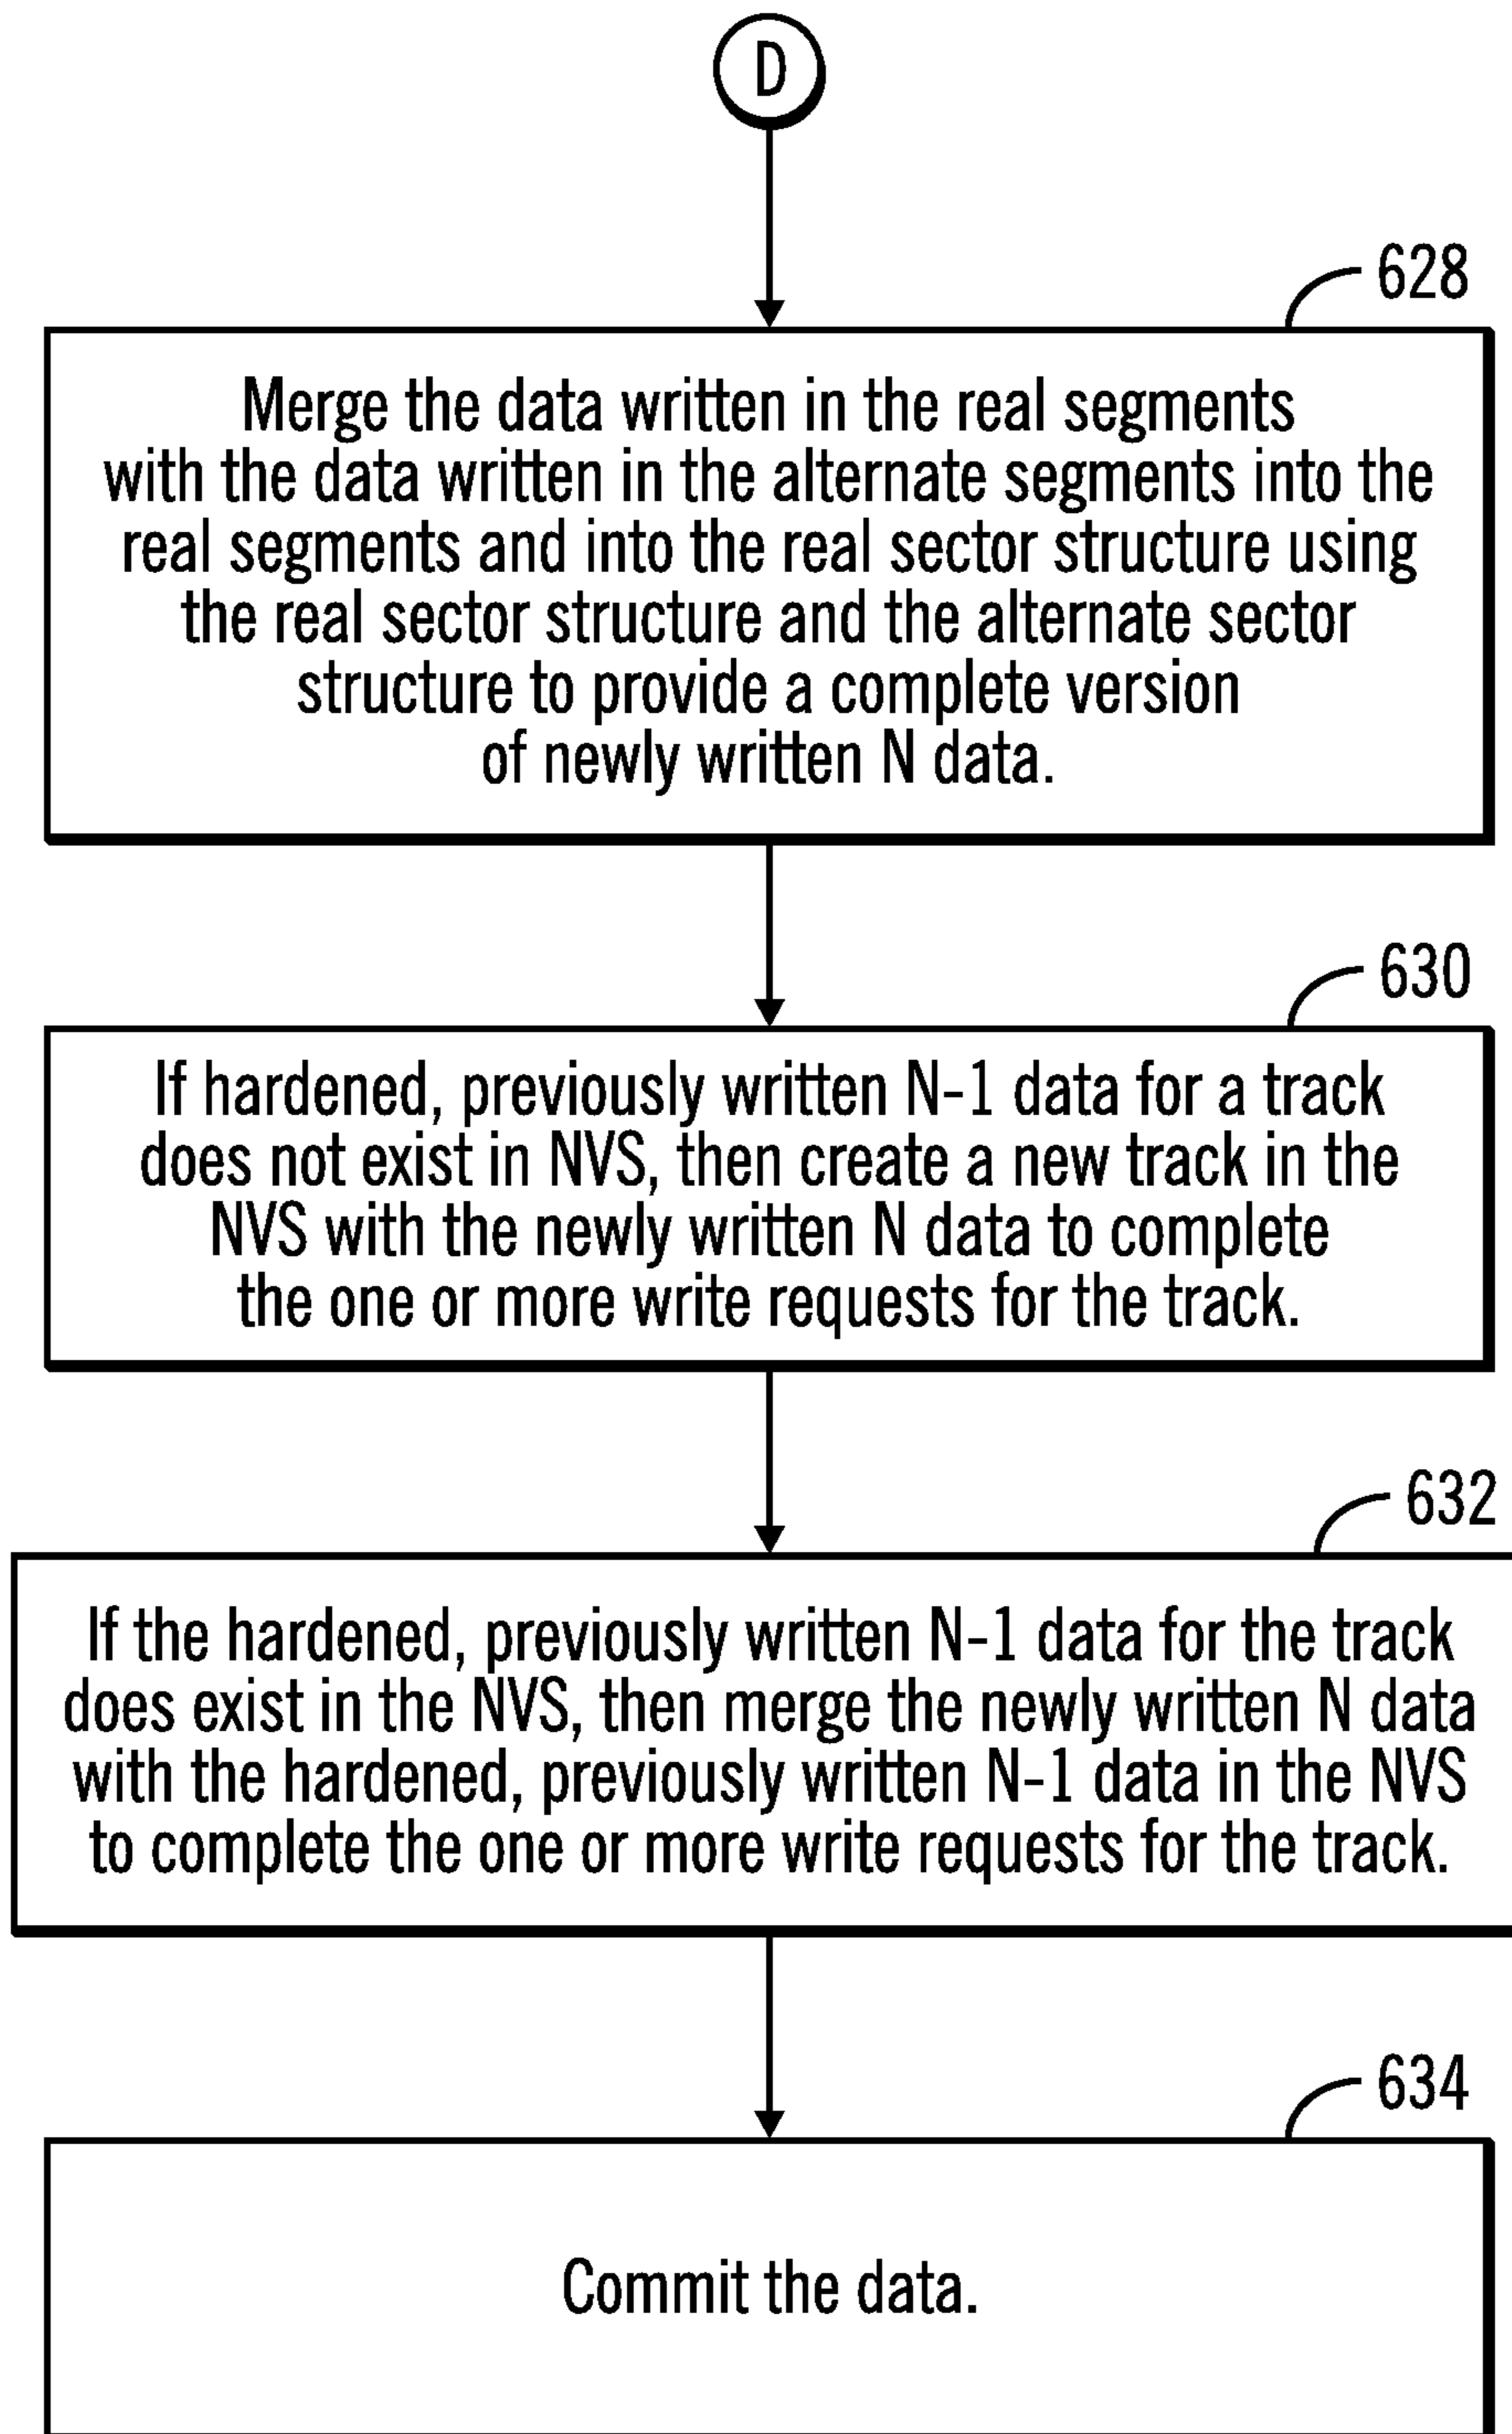 D
628
Merge the data written in the real segments
with the data written in the alternate segments into the
real segments and into the real sector structure using
the real sector structure and the alternate sector
structure to provide a complete version
of newly written N data.
630
If hardened, previously written N-1 data for a track
does not exist in NVS, then create a new track in the
NVS with the newly written N data to complete
the one or more write requests for the track.
632
If the hardened, previously written N-1 data for the track
does exist in the NVS, then merge the newly written N data
with the hardened, previously written N-1 data in the NVS
to complete the one or more write requests for the track.
634
Commit the data.